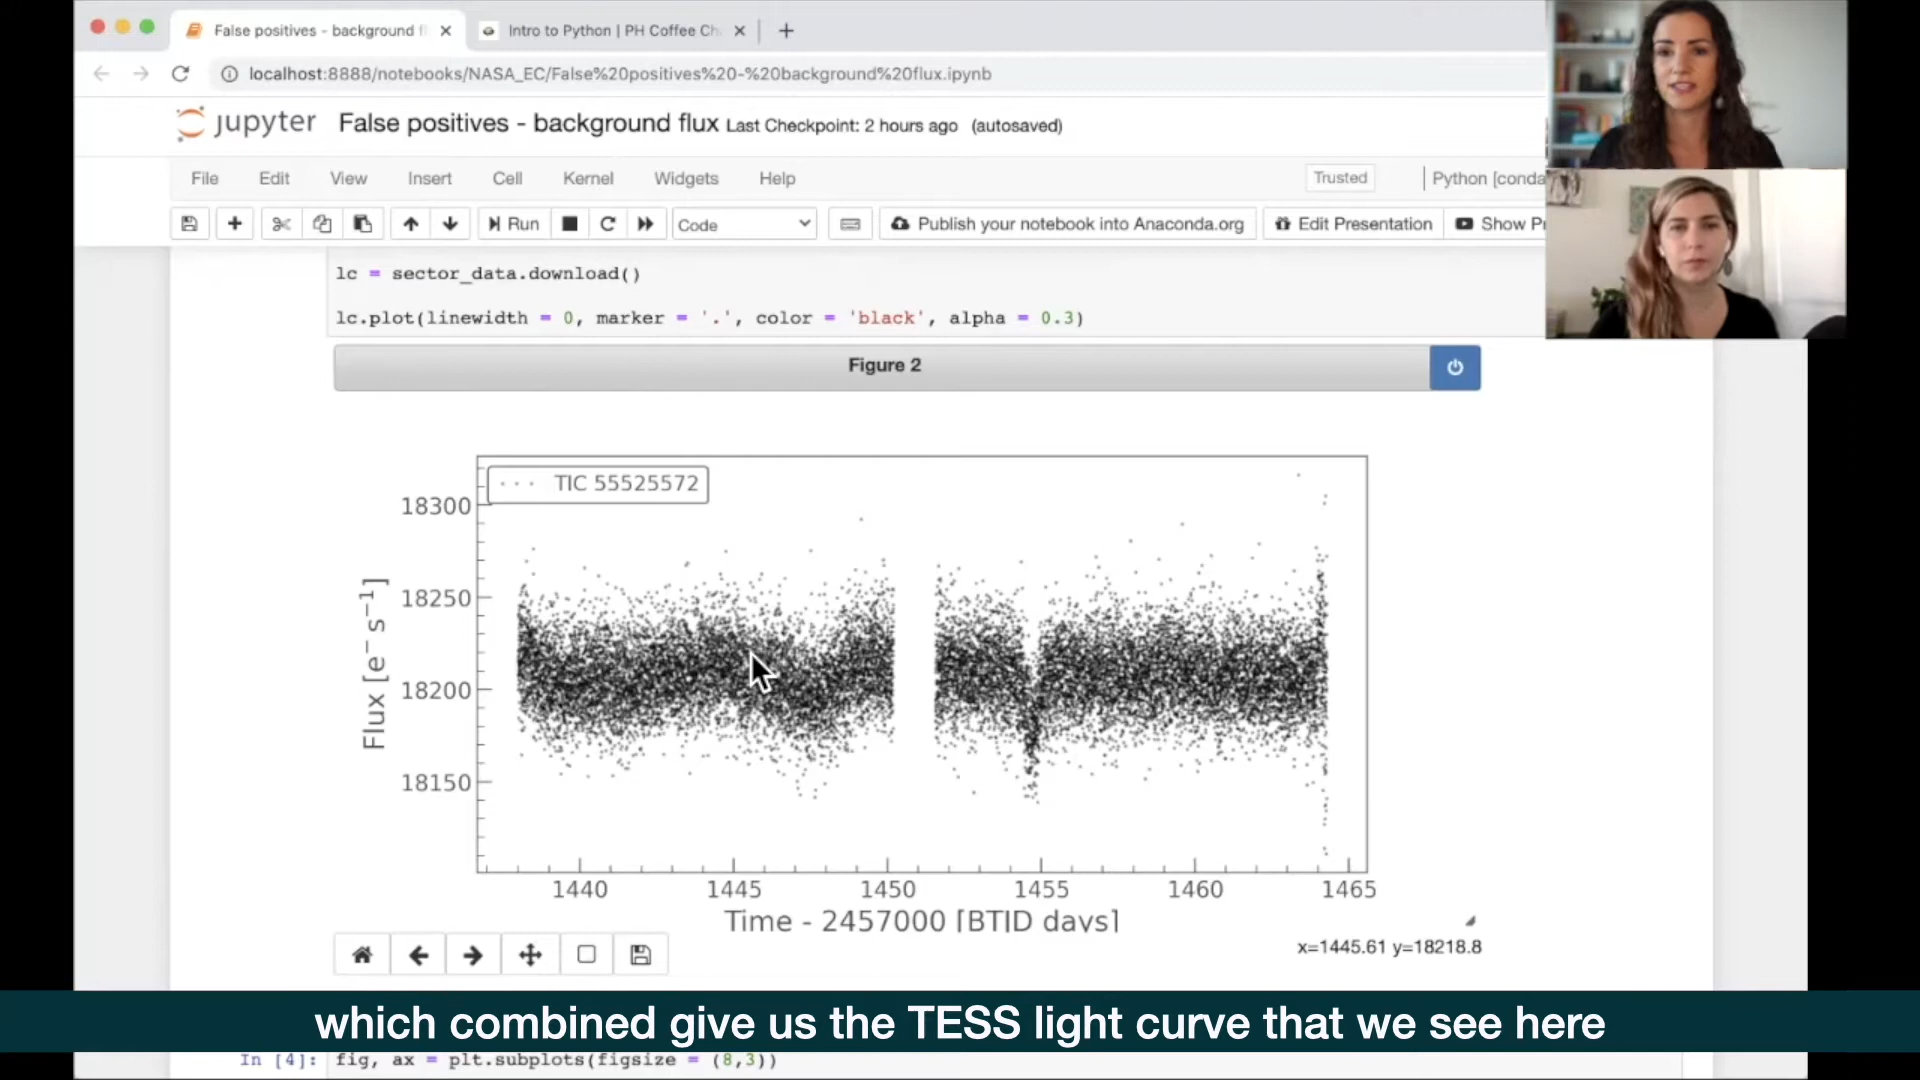 False positives - background f
Intro to Python | PH Coffee Ch
localhost:8888/notebooks/NASA_EC/False%20positives%20-%20background%20flux.ipynb
jupyter False positives - background flux Last Checkpoint: 2 hours ago (autosaved)
File Edit View Insert Cell Kernel Widgets Help Trusted Python [conda
Run Code Publish your notebook into Anaconda.org Edit Presentation Show Pr
lc = sector_data.download()
lc.plot(linewidth = 0, marker = '.', color = 'black', alpha = 0.3)
Figure 2
TIC 55525572
18300
18250
18200
18150
Flux [e⁻ s⁻¹]
1440 1445 1450 1455 1460 1465
Time - 2457000 [BTJD days]
x=1445.61 y=18218.8
which combined give us the TESS light curve that we see here
In [4]: fig, ax = plt.subplots(figsize = (8,3))